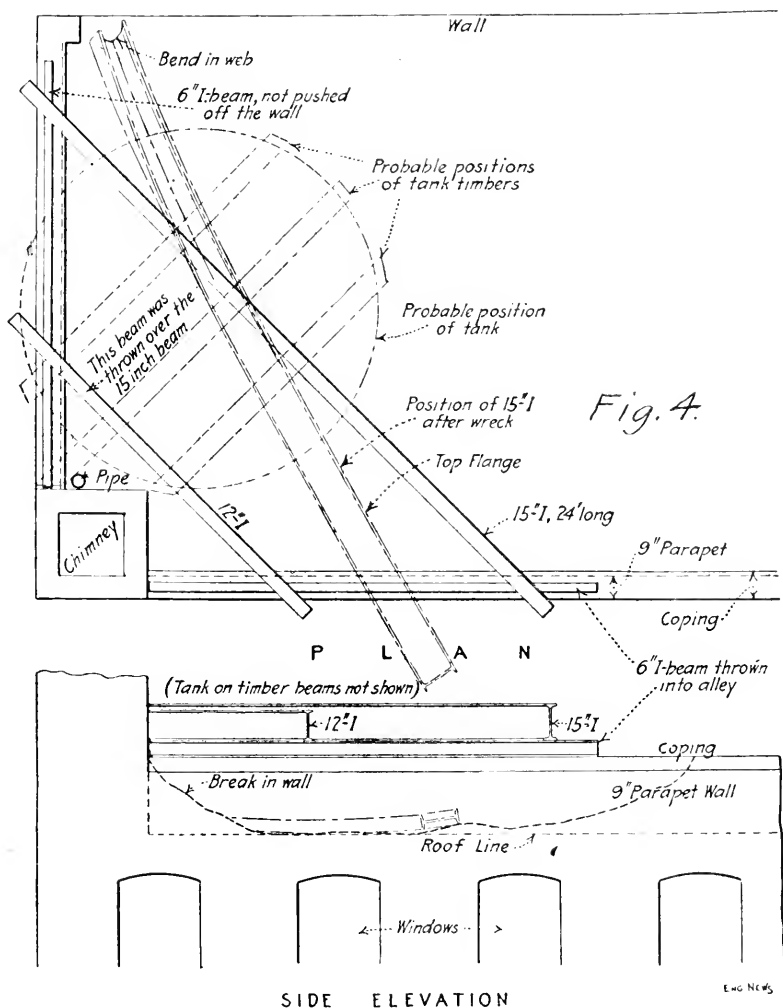 Wall
Bend in web
6"I-beam, not pushed
off the wall
Probable positions
of tank timbers
This beam was
thrown over the
15 inch beam
Probable position
of tank
Position of 15"I
after wreck
Fig. 4.
Top Flange
Pipe
12"I
15"I, 24'long
Chimney
9" Parapet
Coping
PLAN
6"I-beam thrown
into alley
(Tank on timber beams not shown)
12"I
15"I
Coping
Break in wall
9" Parapet Wall
Roof Line
Windows
SIDE ELEVATION
ENG NEWS